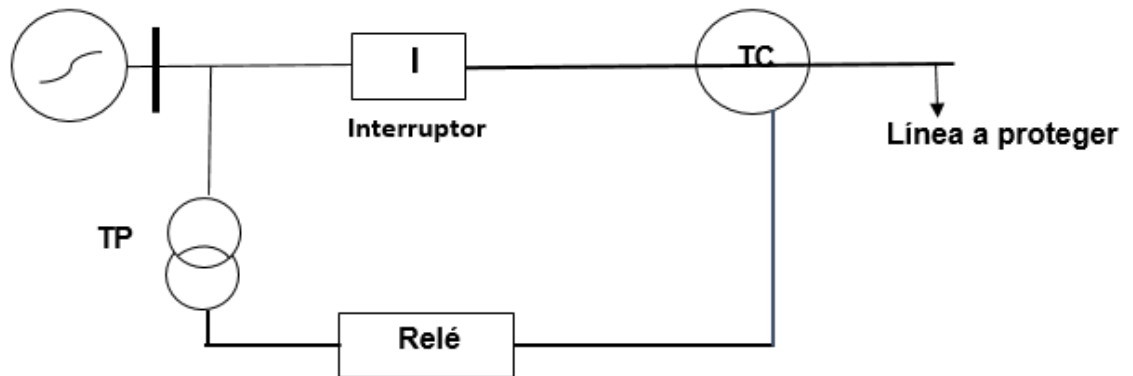 I
TC
Interruptor
Línea a proteger
TP
Relé